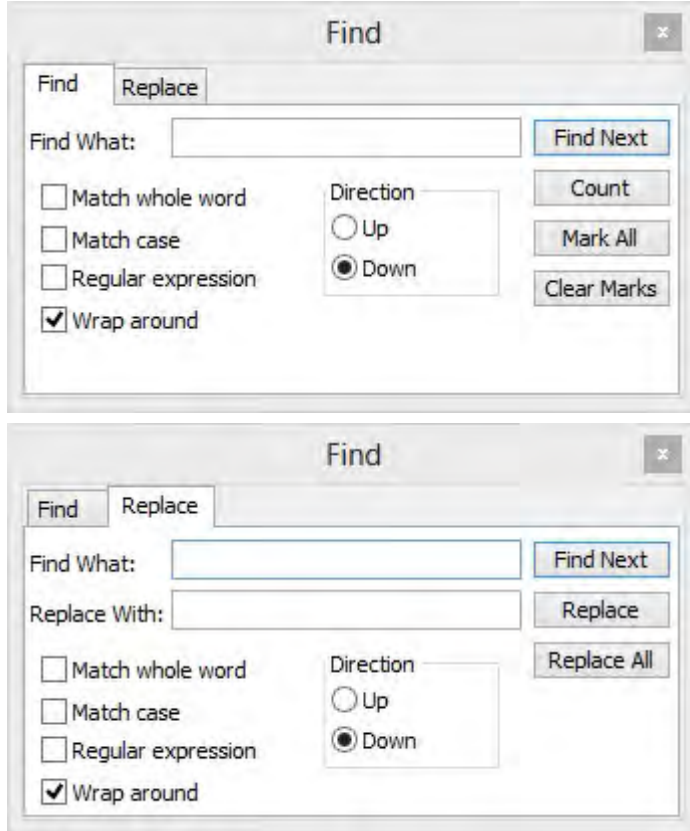 Find
x
Find Replace
Find What: Find Next
Match whole word Direction Count
Match case Up Mark All
Regular expression Down Clear Marks
Wrap around
Find
x
Find Replace
Find What: Find Next
Replace With: Replace
Match whole word Direction Replace All
Match case Up
Regular expression Down
Wrap around